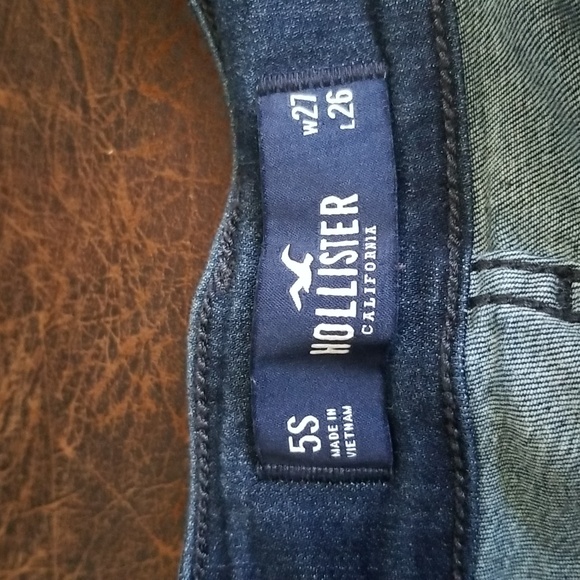 5S
MADE IN
VIETNAM
HOLLISTER
CALIFORNIA
W27
L26